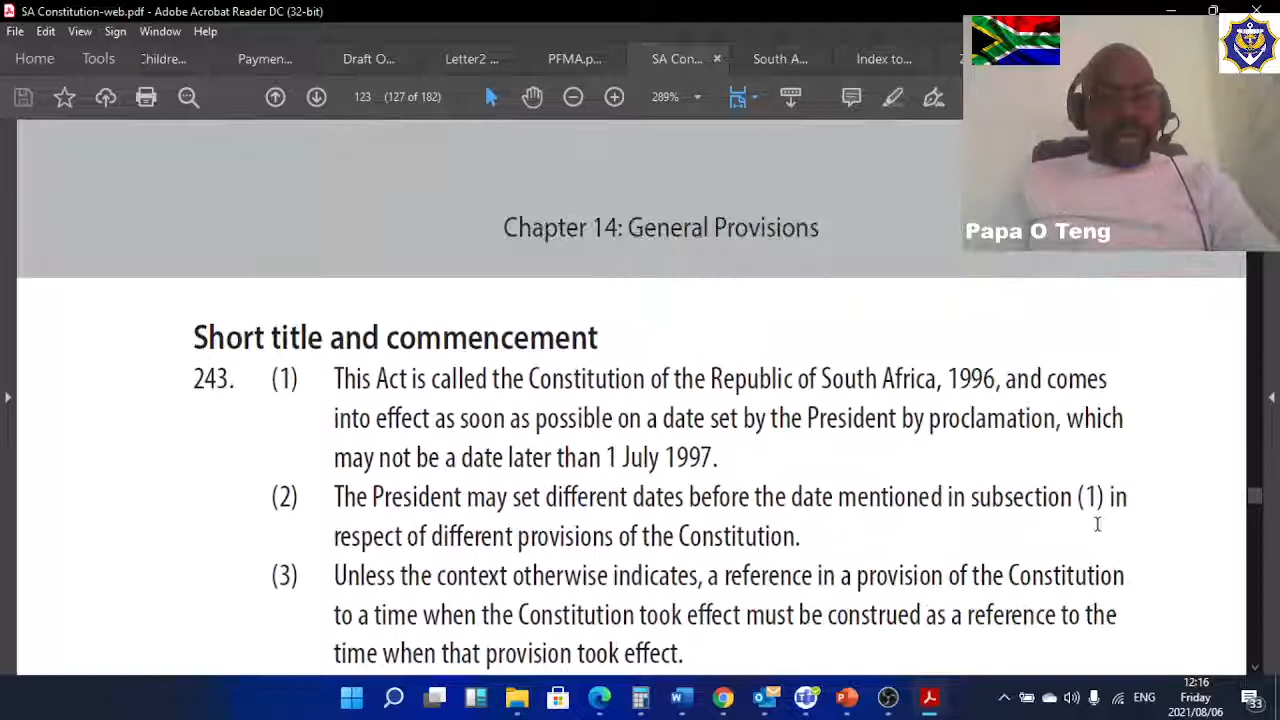 SA Constitution-web.pdf - Adobe Acrobat Reader DC (32-bit)
File Edit View Sign Window Help
Home Tools Childre... Paymen... Draft O... Letter2 ... PFMA.p... SA Con... × South A... Index to...
123 (127 of 182) 289%
Papa O Teng
Chapter 14: General Provisions
Short title and commencement
243. (1) This Act is called the Constitution of the Republic of South Africa, 1996, and comes
into effect as soon as possible on a date set by the President by proclamation, which
may not be a date later than 1 July 1997.
(2) The President may set different dates before the date mentioned in subsection (1) in
respect of different provisions of the Constitution.
(3) Unless the context otherwise indicates, a reference in a provision of the Constitution
to a time when the Constitution took effect must be construed as a reference to the
time when that provision took effect.
ENG
12:16
Friday
2021/08/06
33